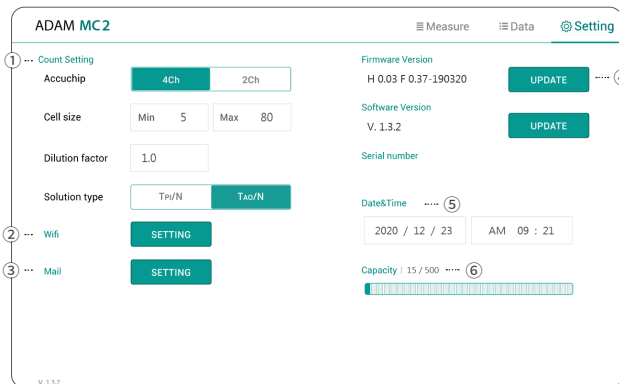 ADAM MC2
Measure
Data
Setting
① Count Setting
Accuchip
4Ch
2Ch
Cell size
Min 5
Max 80
Dilution factor
1.0
Solution type
TPI/N
TAO/N
② Wifi
SETTING
③ Mail
SETTING
Firmware Version
H 0.03 F 0.37-190320
UPDATE
Software Version
V. 1.3.2
UPDATE
Serial number
Date&Time ⑤
2020 / 12 / 23
AM 09 : 21
Capacity | 15 / 500 ⑥
V. 1.3.2